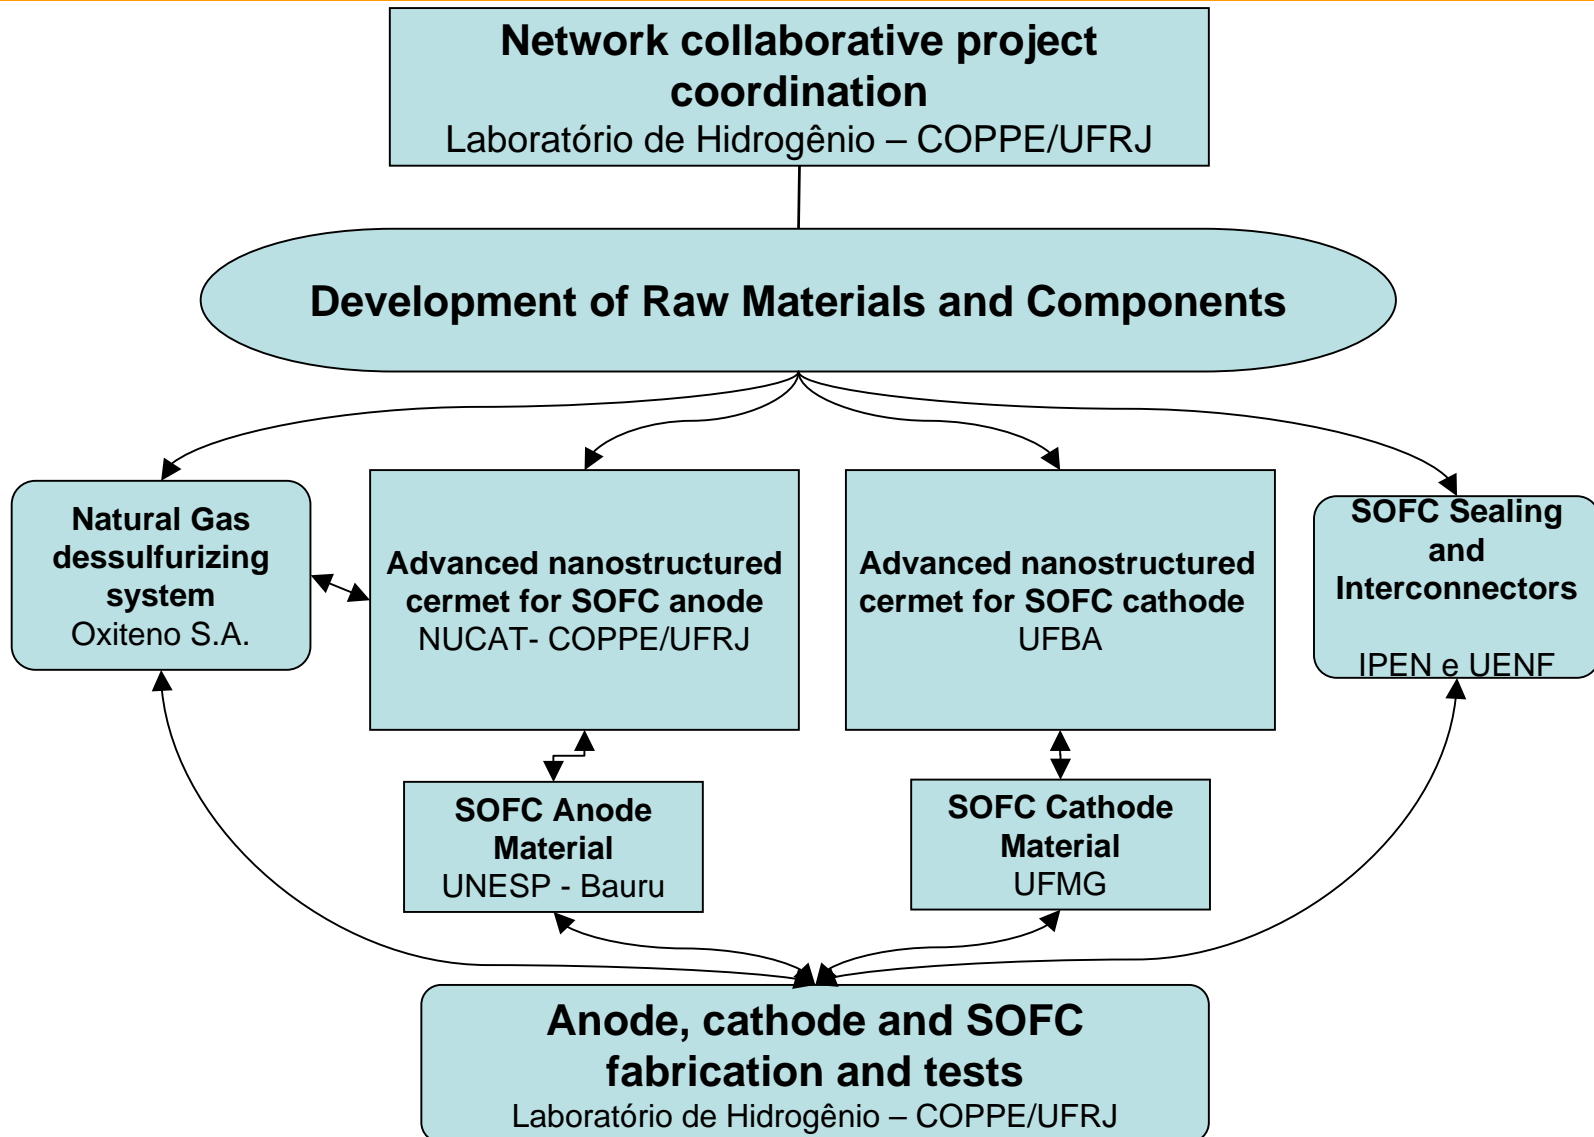 Network collaborative project
coordination
Laboratório de Hidrogênio – COPPE/UFRJ
Development of Raw Materials and Components
Natural Gas
dessulfurizing
system
Oxiteno S.A.
Advanced nanostructured
cermet for SOFC anode
NUCAT- COPPE/UFRJ
Advanced nanostructured
cermet for SOFC cathode
UFBA
SOFC Sealing
and
Interconnectors
IPEN e UENF
SOFC Anode
Material
UNESP - Bauru
SOFC Cathode
Material
UFMG
Anode, cathode and SOFC
fabrication and tests
Laboratório de Hidrogênio – COPPE/UFRJ